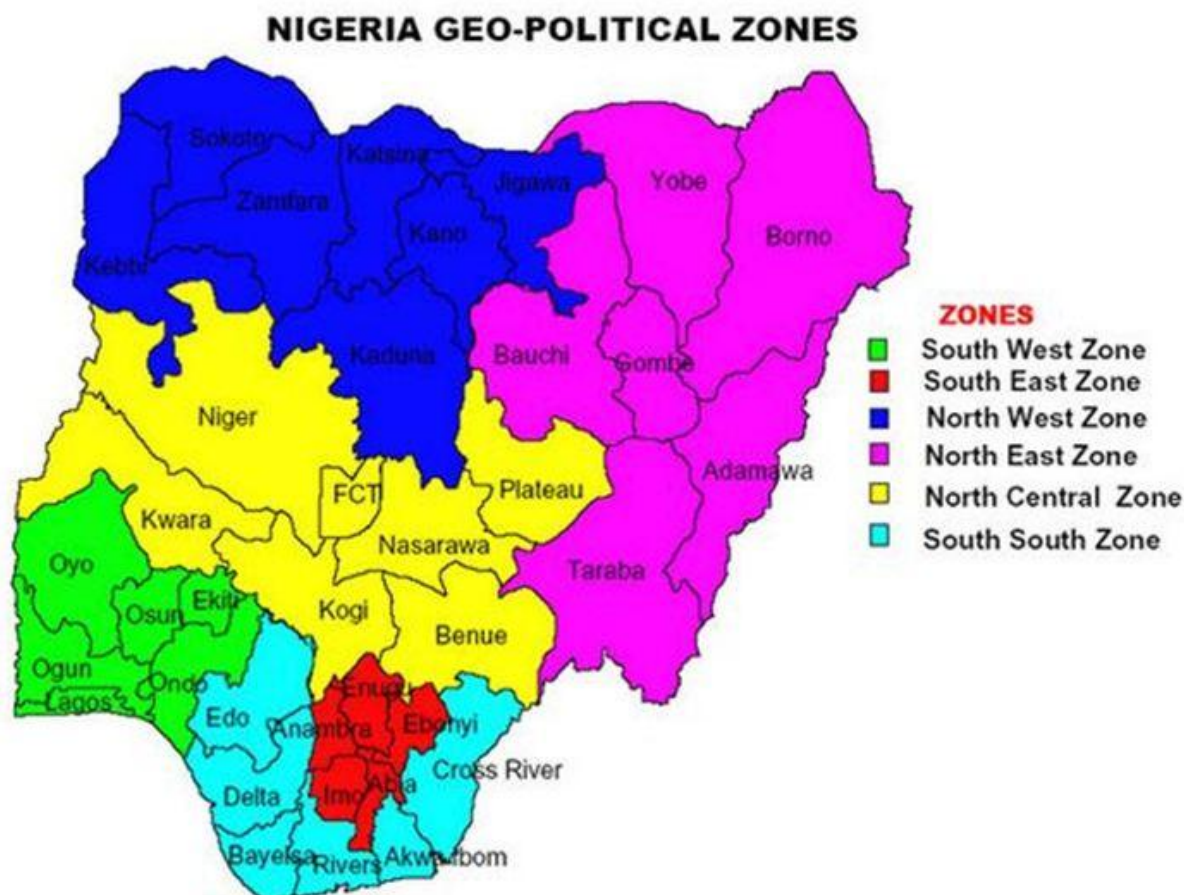 NIGERIA GEO-POLITICAL ZONES
Sokoto
Katsina
Jigawa
Yobe
Zamfara
Kano
Borno
Kebbi
Kaduna
Bauchi
Gombe
Niger
Adamawa
FCT
Plateau
Kwara
Nasarawa
Oyo
Taraba
Osun
Ekiti
Kogi
Benue
Ogun
Ondo
Lagos
Enugu
Edo
Anambra
Ebonyi
Cross River
Delta
Imo
Abia
Bayelsa
Rivers
Akwa-Ibom
ZONES
South West Zone
South East Zone
North West Zone
North East Zone
North Central Zone
South South Zone